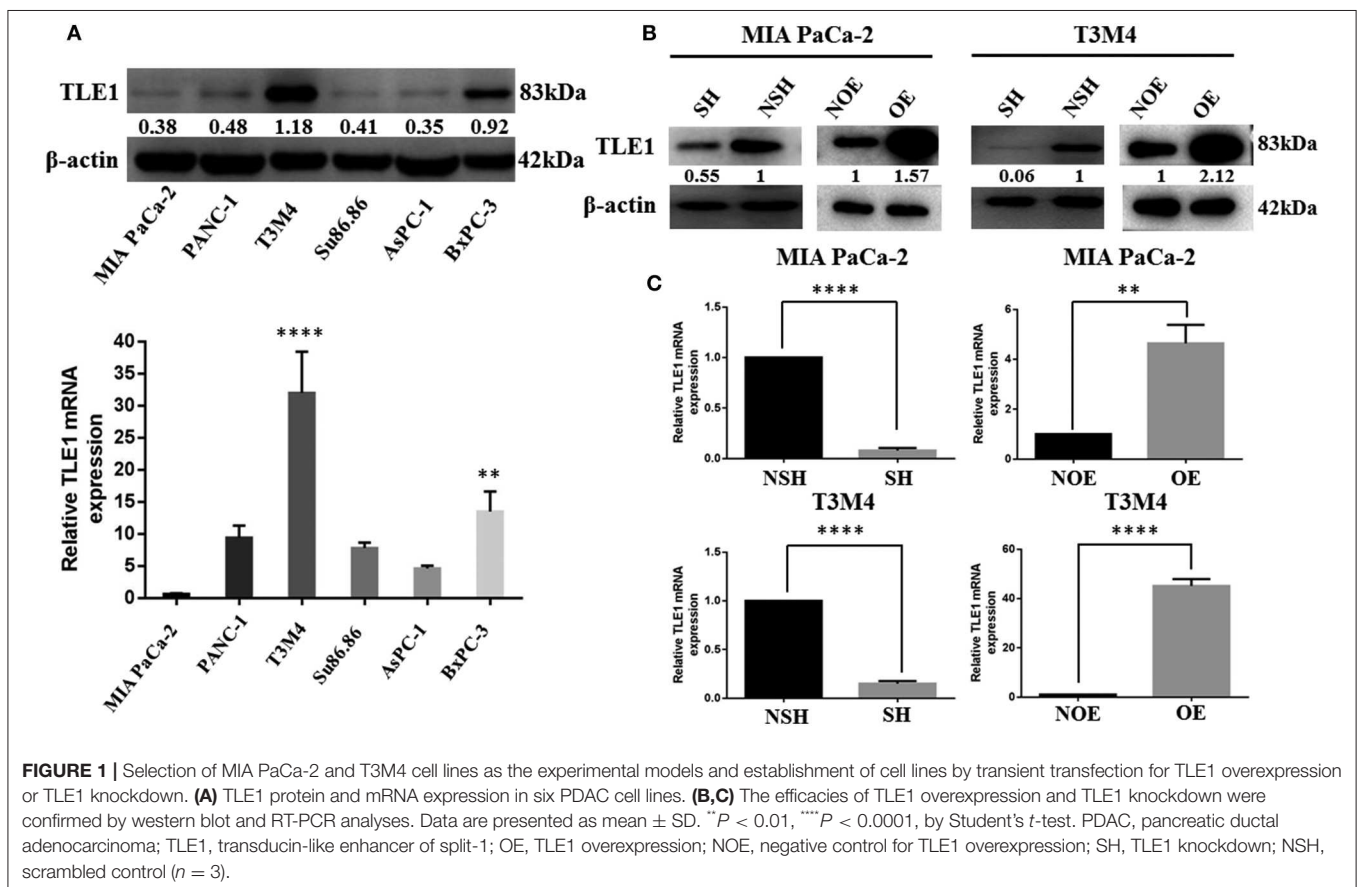 A
TLE1
83kDa
0.38 0.48 1.18 0.41 0.35 0.92
β-actin
42kDa
MIA PaCa-2 PANC-1 T3M4 Su86.86 AsPC-1 BxPC-3
Relative TLE1 mRNA
expression
40
35
30
25
20
15
10
5
0
****
**
MIA PaCa-2 PANC-1 T3M4 Su86.86 AsPC-1 BxPC-3
B
MIA PaCa-2 T3M4
SH NSH NOE OE SH NSH NOE OE
TLE1
83kDa
0.55 1 1 1.57 0.06 1 1 2.12
β-actin
42kDa
C
MIA PaCa-2
Relative TLE1 mRNA
expression
1.5
1.0
0.5
0.0
****
NSH SH
MIA PaCa-2
Relative TLE1 mRNA
expression
6
4
2
0
**
NOE OE
T3M4
Relative TLE1 mRNA
expression
1.5
1.0
0.5
0.0
****
NSH SH
T3M4
Relative TLE1 mRNA
expression
60
40
20
0
****
NOE OE
FIGURE 1 | Selection of MIA PaCa-2 and T3M4 cell lines as the experimental models and establishment of cell lines by transient transfection for TLE1 overexpression
or TLE1 knockdown. (A) TLE1 protein and mRNA expression in six PDAC cell lines. (B,C) The efficacies of TLE1 overexpression and TLE1 knockdown were
confirmed by western blot and RT-PCR analyses. Data are presented as mean ± SD. **P < 0.01, ****P < 0.0001, by Student's t-test. PDAC, pancreatic ductal
adenocarcinoma; TLE1, transducin-like enhancer of split-1; OE, TLE1 overexpression; NOE, negative control for TLE1 overexpression; SH, TLE1 knockdown; NSH,
scrambled control (n = 3).